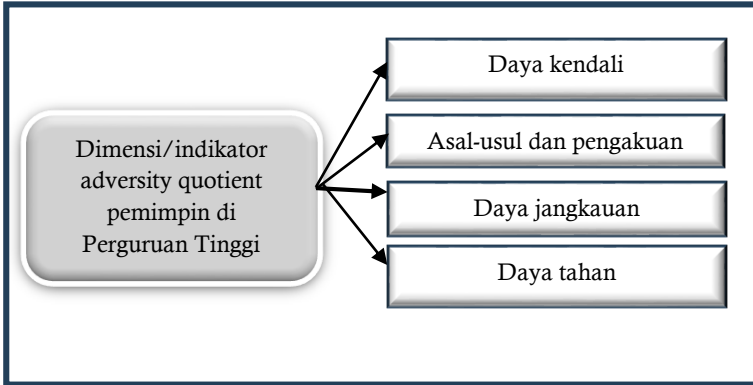 Dimensi/indikator
adversity quotient
pemimpin di
Perguruan Tinggi
Daya kendali
Asal-usul dan pengakuan
Daya jangkauan
Daya tahan